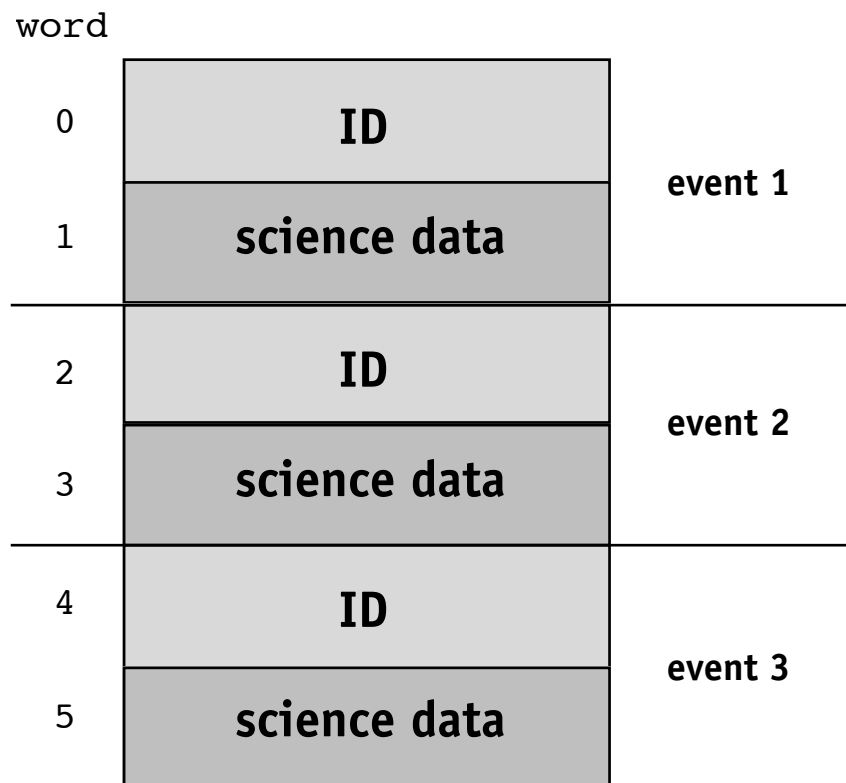 word
0 ID
event 1
1 science data
2 ID
event 2
3 science data
4 ID
event 3
5 science data